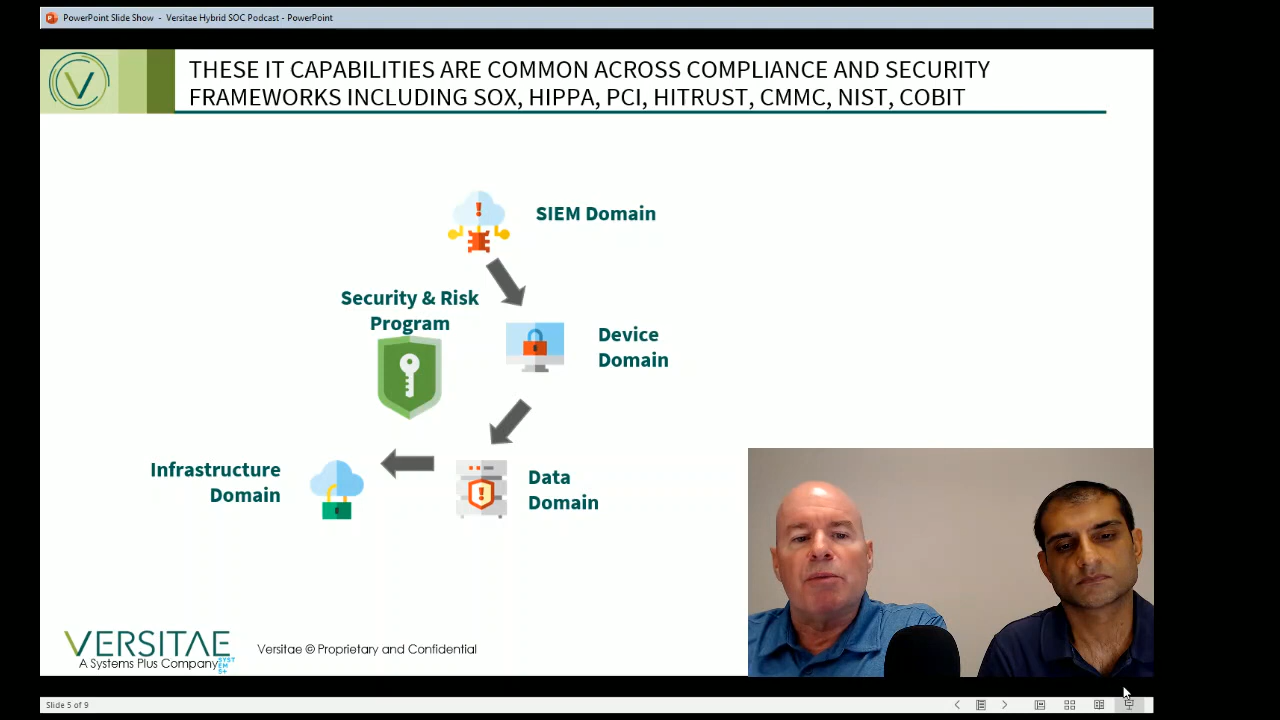 PowerPoint Slide Show - Versitae Hybrid SOC Podcast - PowerPoint
THESE IT CAPABILITIES ARE COMMON ACROSS COMPLIANCE AND SECURITY
FRAMEWORKS INCLUDING SOX, HIPPA, PCI, HITRUST, CMMC, NIST, COBIT
SIEM Domain
Security & Risk
Program
Device
Domain
Infrastructure
Domain
Data
Domain
VERSITAE
A Systems Plus Company
SYST
EM
S+
Versitae © Proprietary and Confidential
Slide 5 of 9